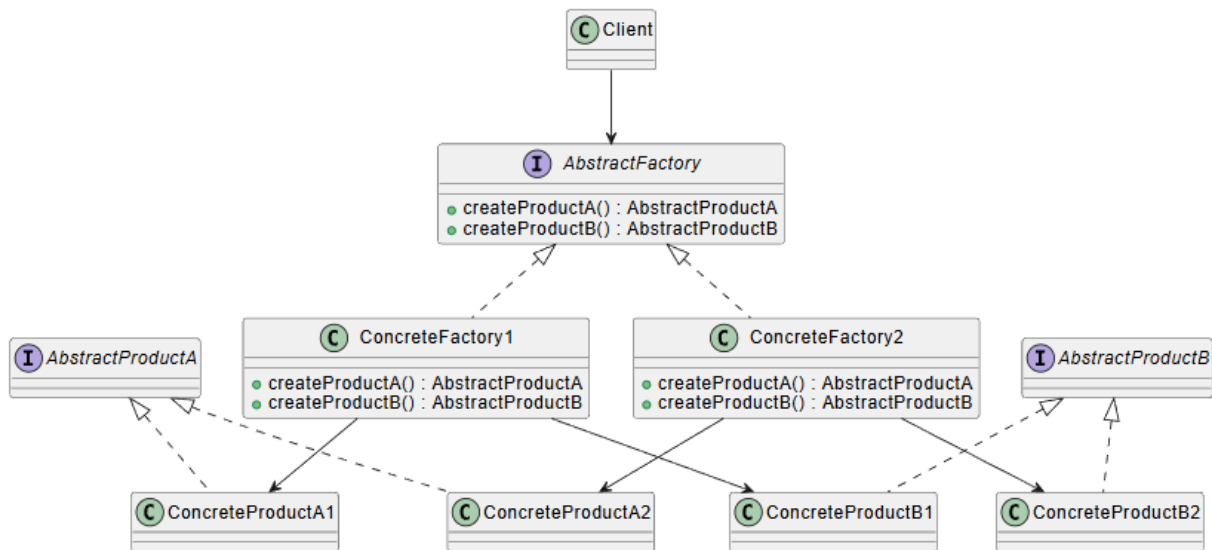 C Client
I AbstractFactory
createProductA() : AbstractProductA
createProductB() : AbstractProductB
I AbstractProductA
C ConcreteFactory1
createProductA() : AbstractProductA
createProductB() : AbstractProductB
C ConcreteFactory2
createProductA() : AbstractProductA
createProductB() : AbstractProductB
I AbstractProductB
C ConcreteProductA1
C ConcreteProductA2
C ConcreteProductB1
C ConcreteProductB2